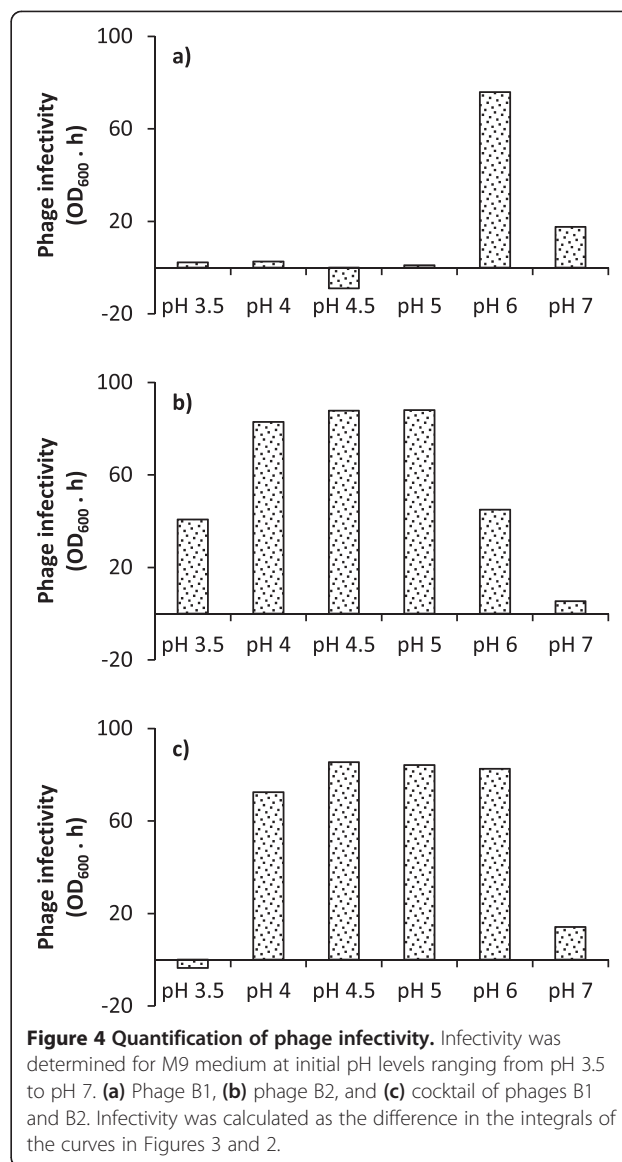 a)
Phage infectivity
(OD₆₀₀ . h)
100
60
20
-20
pH 3.5 pH 4 pH 4.5 pH 5 pH 6 pH 7
b)
Phage infectivity
(OD₆₀₀ . h)
100
60
20
-20
pH 3.5 pH 4 pH 4.5 pH 5 pH 6 pH 7
c)
Phage infectivity
(OD₆₀₀ . h)
100
60
20
-20
pH 3.5 pH 4 pH 4.5 pH 5 pH 6 pH 7
Figure 4 Quantification of phage infectivity. Infectivity was
determined for M9 medium at initial pH levels ranging from pH 3.5
to pH 7. (a) Phage B1, (b) phage B2, and (c) cocktail of phages B1
and B2. Infectivity was calculated as the difference in the integrals of
the curves in Figures 3 and 2.